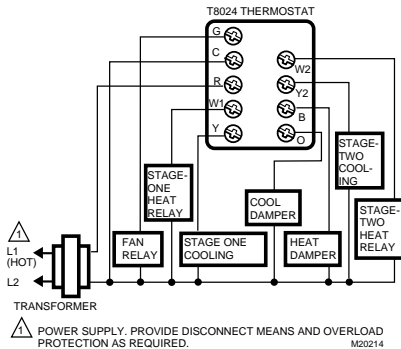 T8024 THERMOSTAT
G
C
R
W1
Y
W2
Y2
B
O
STAGE-
ONE
HEAT
RELAY
STAGE-
TWO
COOL-
ING
COOL
DAMPER
STAGE-
TWO
HEAT
RELAY
FAN
RELAY
STAGE ONE
COOLING
HEAT
DAMPER
1
L1
(HOT)
L2
TRANSFORMER
1 POWER SUPPLY. PROVIDE DISCONNECT MEANS AND OVERLOAD
PROTECTION AS REQUIRED.
M20214